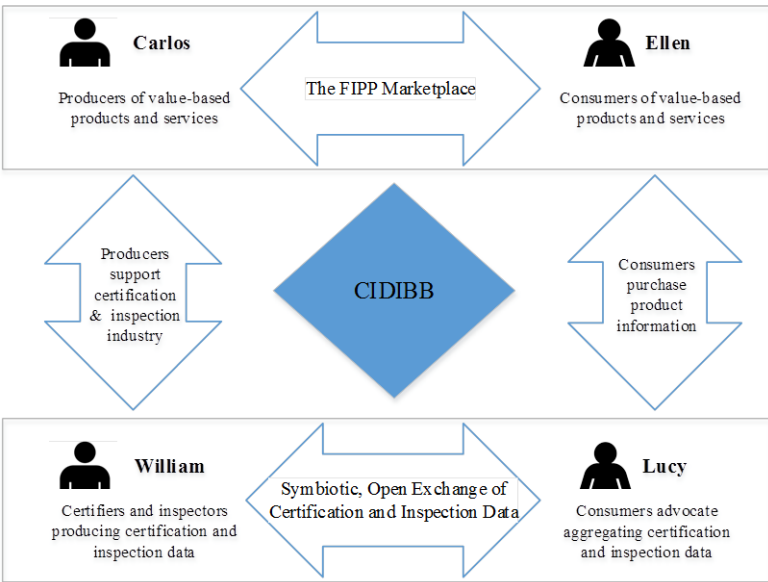 Carlos
Producers of value-based
products and services
The FIPP Marketplace
Ellen
Consumers of value-based
products and services
Producers
support
certification
& inspection
industry
CIDIBB
Consumers
purchase
product
information
William
Certifiers and inspectors
producing certification and
inspection data
Symbiotic, Open Exchange of
Certification and Inspection Data
Lucy
Consumers advocate
aggregating certification
and inspection data